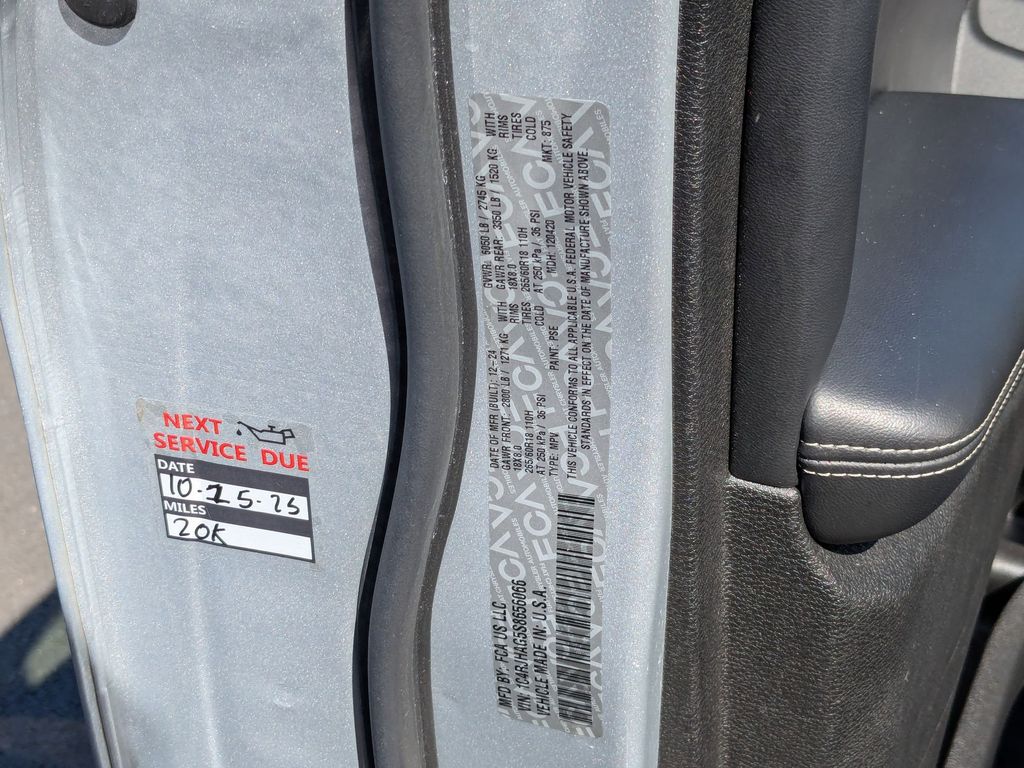 NEXT
SERVICE DUE
DATE
10-15-25
MILES
20K
MFD BY: FCA US LLC
VIN: 1C4RJHAG5S8656066
VEHICLE MADE IN: U.S.A.
DATE OF MFR (BUILT): 12-24 GVWR: 6050 LB / 2745 KG
GAWR FRONT: 2800 LB / 1271 KG WITH GAWR REAR: 3350 LB / 1520 KG WITH
18X8.0 RIMS 18X8.0 RIMS
265/60R18 110H TIRES 265/60R18 110H TIRES
AT 250 kPa / 36 PSI COLD AT 250 kPa / 36 PSI COLD
TYPE: MPV PAINT: PSE MDH: 120420 MKT: 875
THIS VEHICLE CONFORMS TO ALL APPLICABLE U.S.A. FEDERAL MOTOR VEHICLE SAFETY
STANDARDS IN EFFECT ON THE DATE OF MANUFACTURE SHOWN ABOVE.